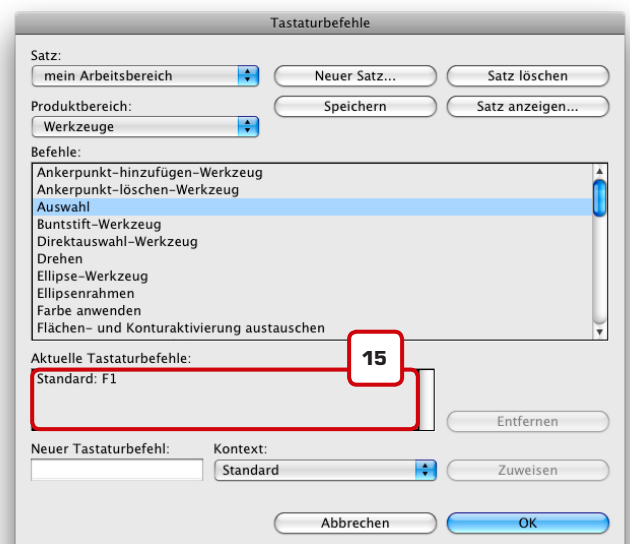 Tastaturbefehle
Satz:
mein Arbeitsbereich
Neuer Satz...
Satz löschen
Produktbereich:
Speichern
Satz anzeigen...
Werkzeuge
Befehle:
Ankerpunkt-hinzufügen-Werkzeug
Ankerpunkt-löschen-Werkzeug
Auswahl
Buntstift-Werkzeug
Direktauswahl-Werkzeug
Drehen
Ellipse-Werkzeug
Ellipsenrahmen
Farbe anwenden
Flächen- und Konturaktivierung austauschen
Aktuelle Tastaturbefehle:
15
Standard: F1
Entfernen
Neuer Tastaturbefehl:
Kontext:
Standard
Zuweisen
Abbrechen
OK